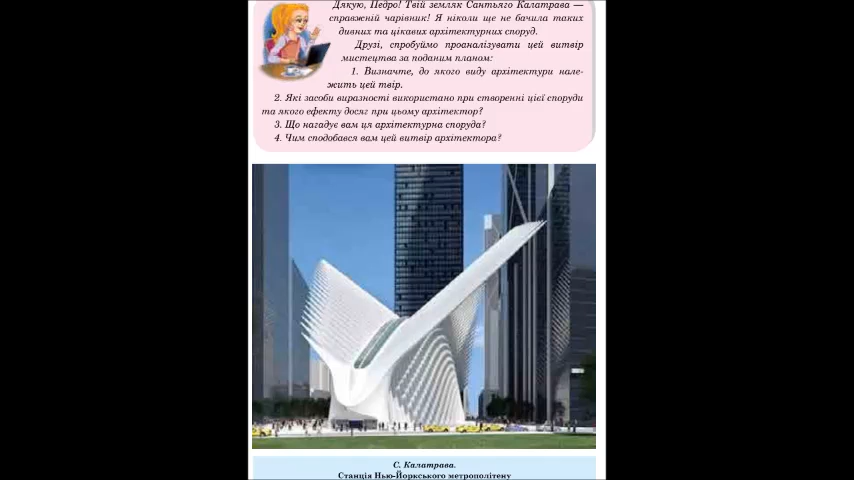 Дякую, Педро! Твій земляк Сантьяго Калатрава —
справжній чарівник! Я ніколи ще не бачила таких
дивних та цікавих архітектурних споруд.
Друзі, спробуймо проаналізувати цей витвір
мистецтва за поданим планом:
1. Визначте, до якого виду архітектури нале-
жить цей твір.
2. Які засоби виразності використано при створенні цієї споруди
та якого ефекту досяг при цьому архітектор?
3. Що нагадує вам ця архітектурна споруда?
4. Чим сподобався вам цей витвір архітектора?
С. Калатрава.
Станція Нью-Йоркського метрополітену